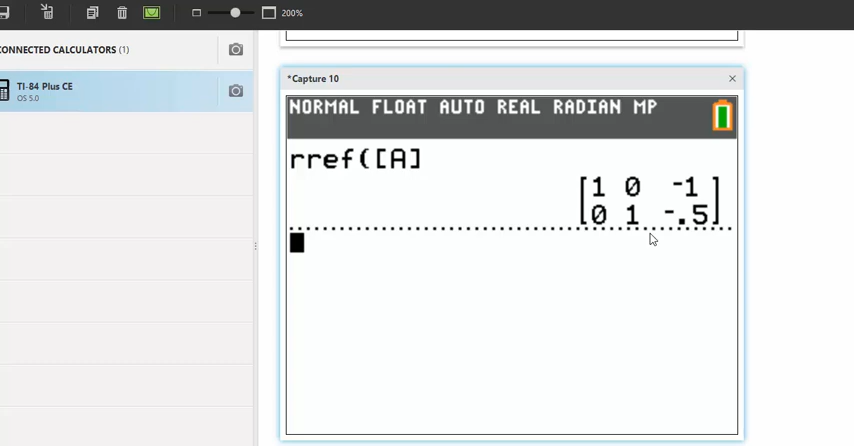 200%
CONNECTED CALCULATORS (1)
TI-84 Plus CE
OS 5.0
*Capture 10
NORMAL FLOAT AUTO REAL RADIAN MP
rref([A]
[1 0 -1]
[0 1 -.5]